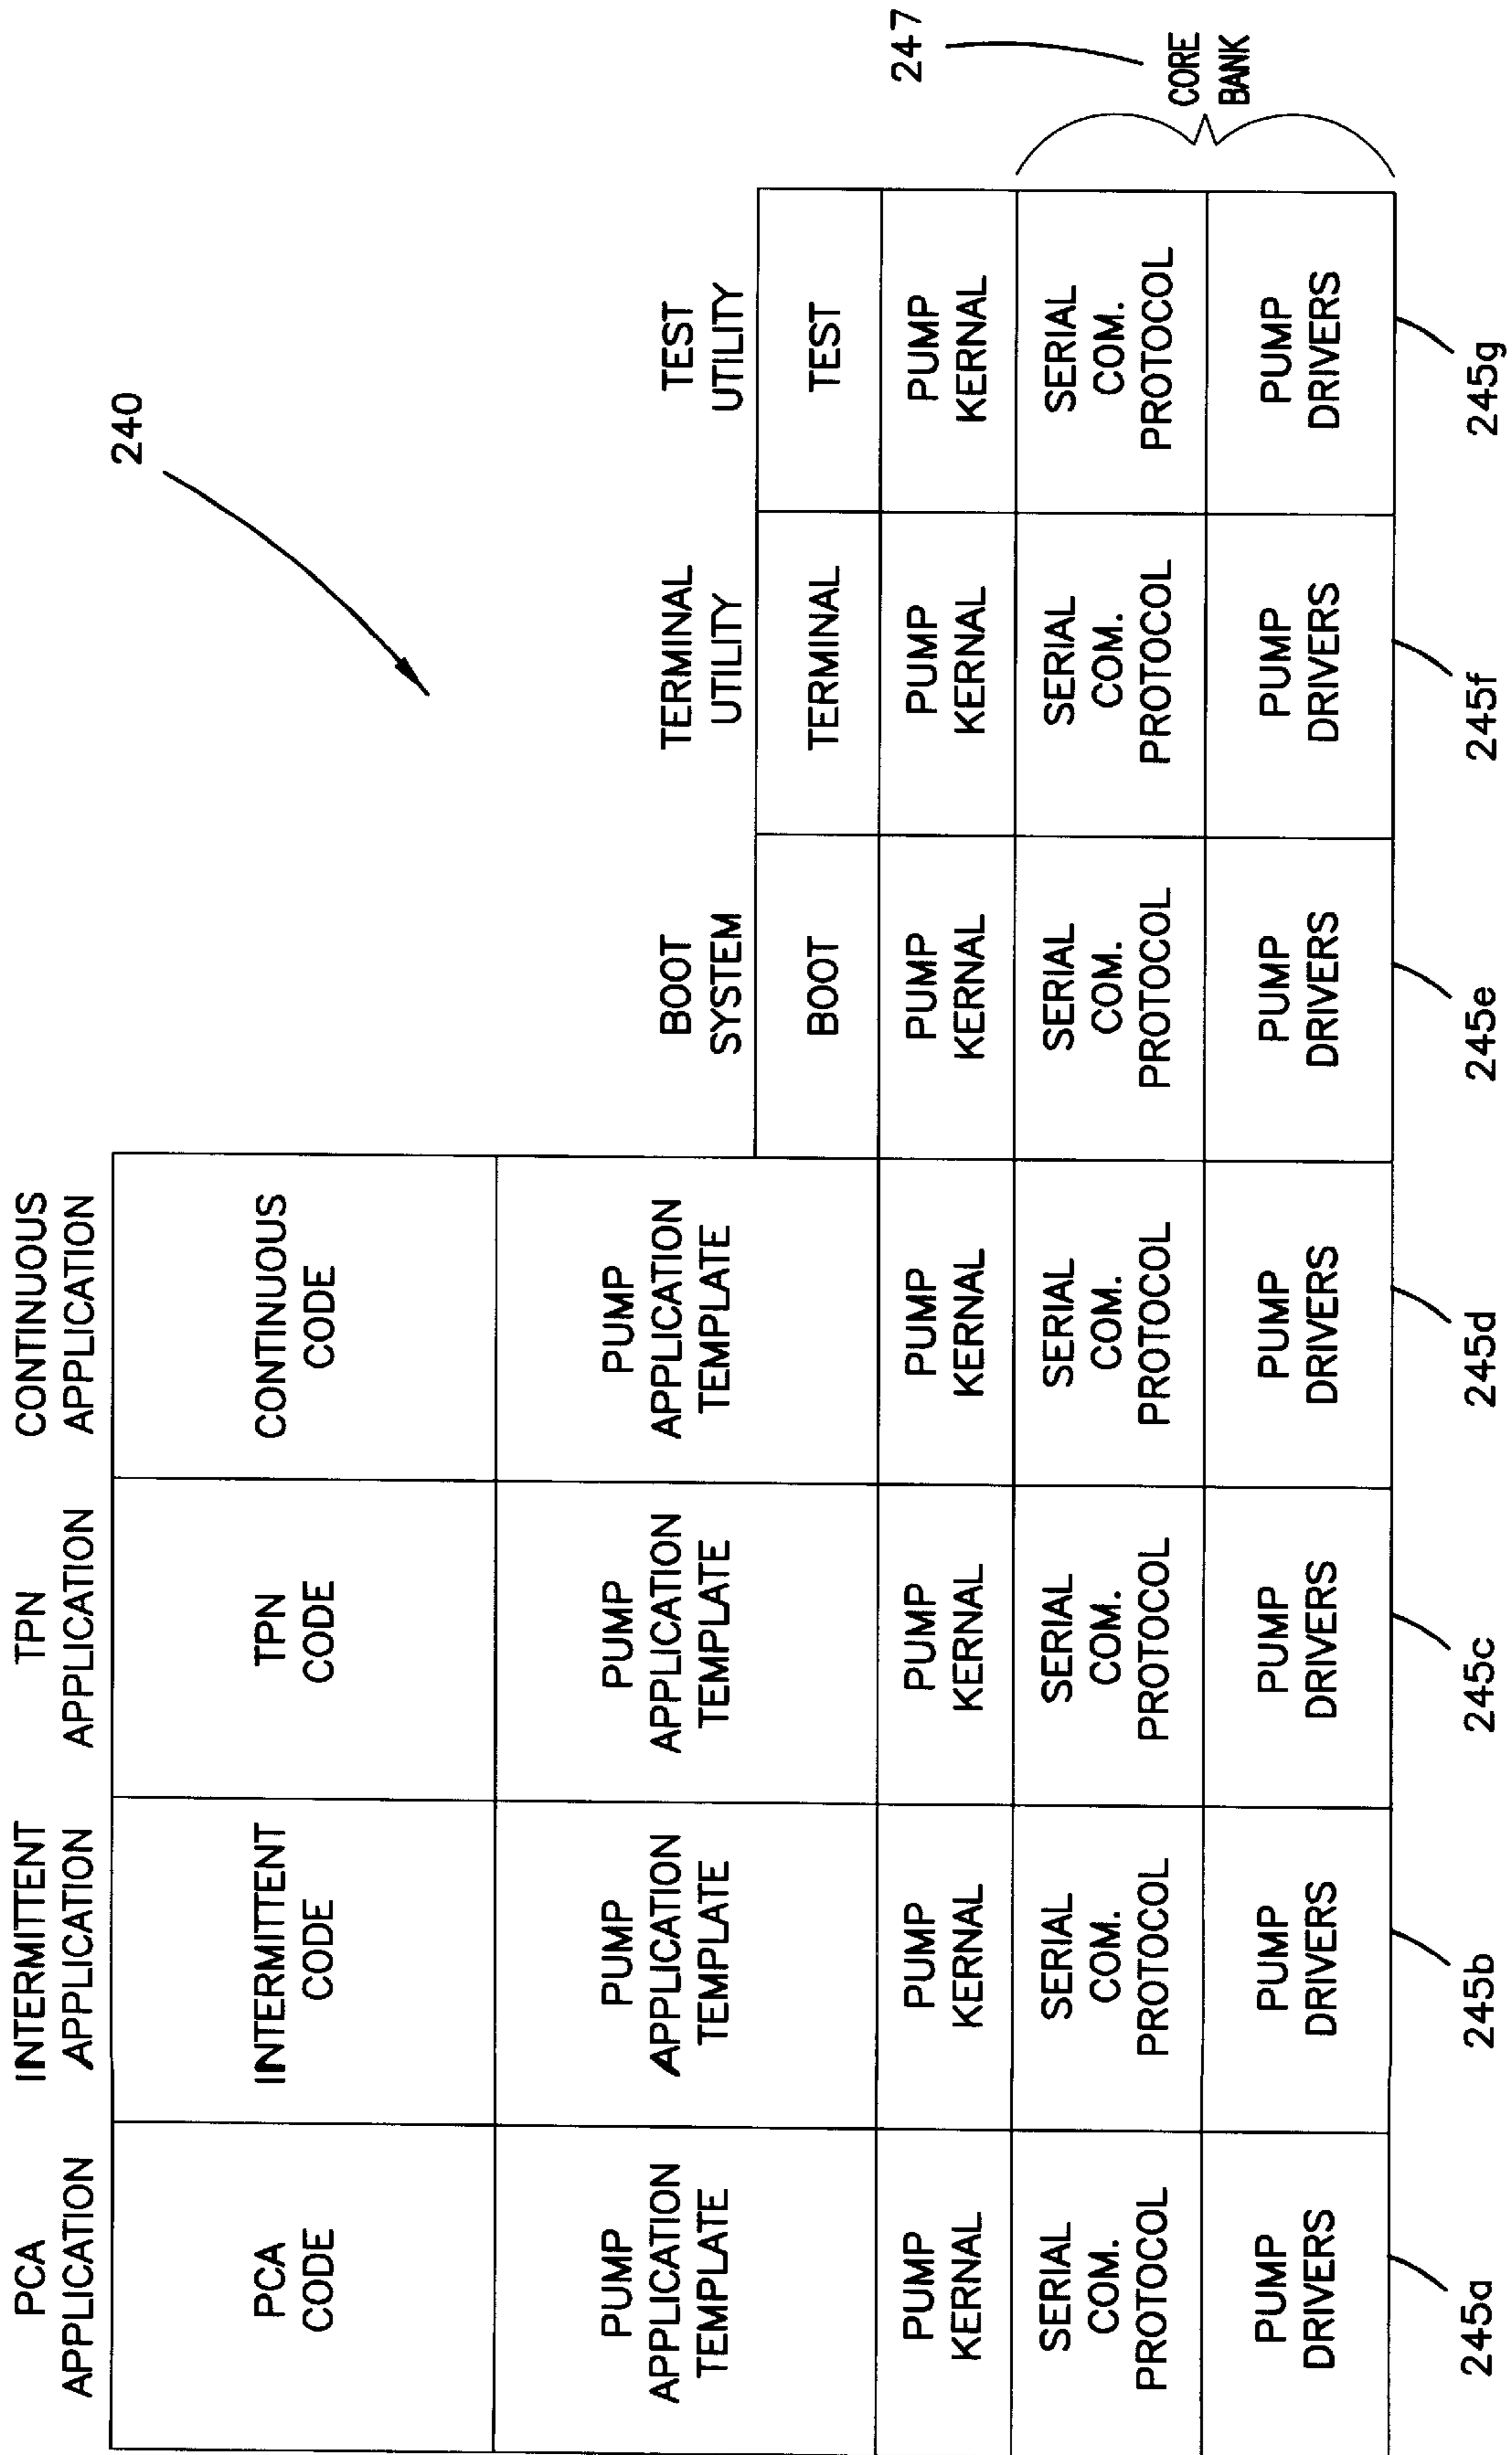 240
PCA
APPLICATION
INTERMITTENT
APPLICATION
TPN
APPLICATION
CONTINUOUS
APPLICATION
PCA
CODE
INTERMITTENT
CODE
TPN
CODE
CONTINUOUS
CODE
PUMP
APPLICATION
TEMPLATE
PUMP
APPLICATION
TEMPLATE
PUMP
APPLICATION
TEMPLATE
PUMP
APPLICATION
TEMPLATE
BOOT
SYSTEM
TERMINAL
UTILITY
TEST
UTILITY
BOOT
TERMINAL
TEST
PUMP
KERNAL
PUMP
KERNAL
PUMP
KERNAL
PUMP
KERNAL
PUMP
KERNAL
PUMP
KERNAL
PUMP
KERNAL
247
SERIAL
COM.
PROTOCOL
SERIAL
COM.
PROTOCOL
SERIAL
COM.
PROTOCOL
SERIAL
COM.
PROTOCOL
SERIAL
COM.
PROTOCOL
SERIAL
COM.
PROTOCOL
SERIAL
COM.
PROTOCOL
CORE
BANK
PUMP
DRIVERS
PUMP
DRIVERS
PUMP
DRIVERS
PUMP
DRIVERS
PUMP
DRIVERS
PUMP
DRIVERS
PUMP
DRIVERS
245a
245b
245c
245d
245e
245f
245g